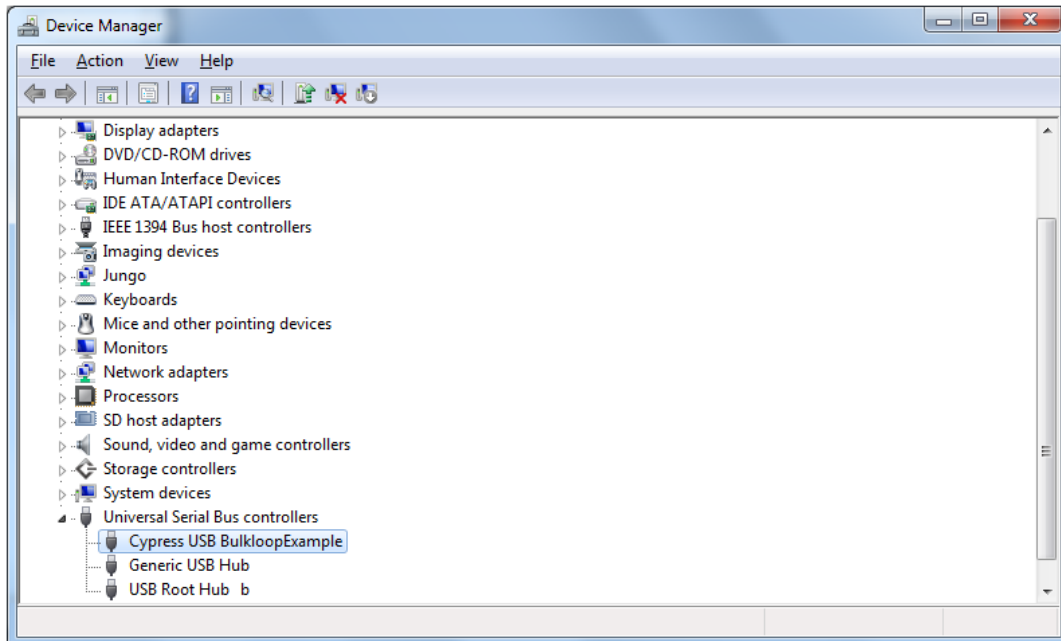 Device Manager
File Action View Help
Display adapters
DVD/CD-ROM drives
Human Interface Devices
IDE ATA/ATAPI controllers
IEEE 1394 Bus host controllers
Imaging devices
Jungo
Keyboards
Mice and other pointing devices
Monitors
Network adapters
Processors
SD host adapters
Sound, video and game controllers
Storage controllers
System devices
Universal Serial Bus controllers
Cypress USB BulkloopExample
Generic USB Hub
USB Root Hub b